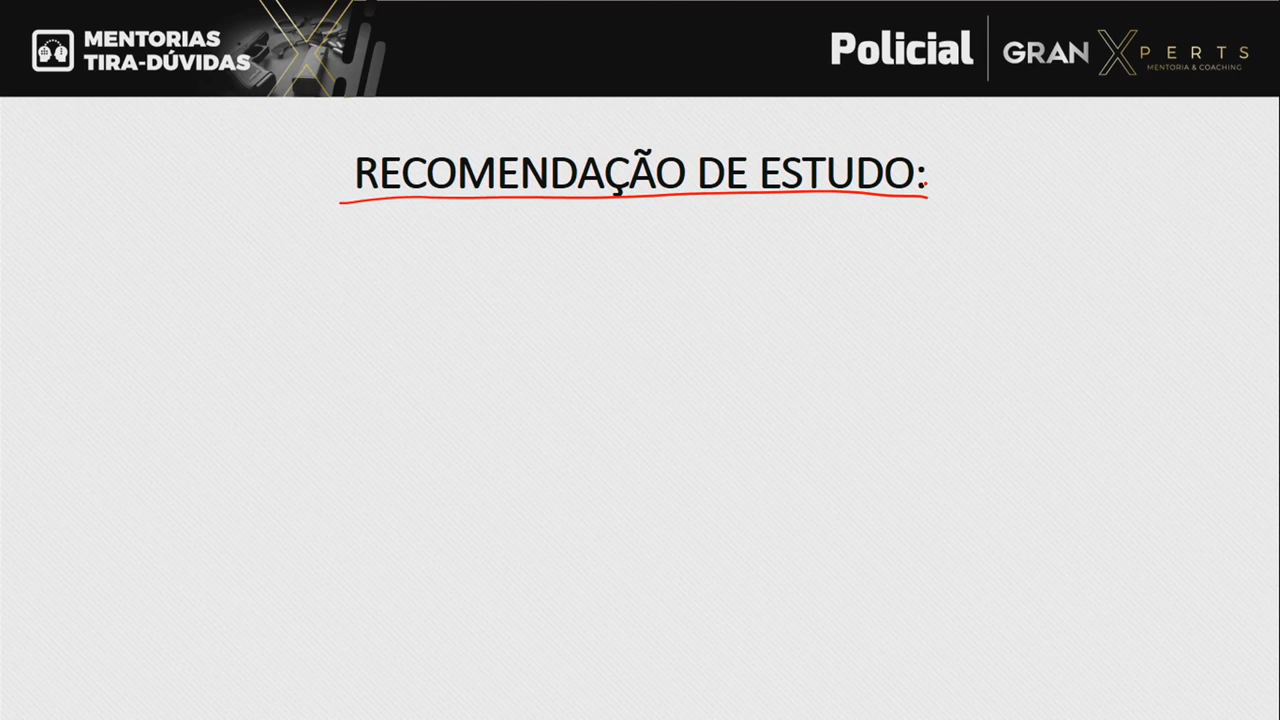 MENTORIAS
TIRA-DÚVIDAS
Policial
GRAN XPERTS
MENTORIA & COACHING
RECOMENDAÇÃO DE ESTUDO: